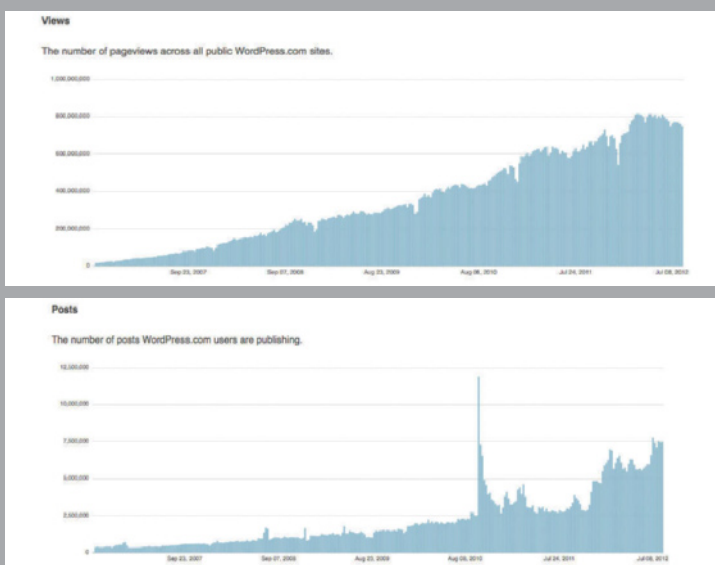 Views
The number of pageviews across all public WordPress.com sites.
1,000,000,000
800,000,000
600,000,000
400,000,000
200,000,000
0
Sep 23, 2007 Sep 07, 2008 Aug 23, 2009 Aug 08, 2010 Jul 24, 2011 Jul 08, 2012
Posts
The number of posts WordPress.com users are publishing.
12,500,000
10,000,000
7,500,000
5,000,000
2,500,000
0
Sep 23, 2007 Sep 07, 2008 Aug 23, 2009 Aug 08, 2010 Jul 24, 2011 Jul 08, 2012